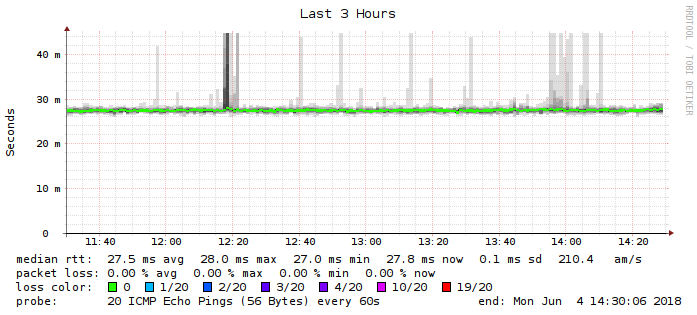 Last 3 Hours
RRDTOOL / TOBI OETIKER
Seconds
40 m
30 m
20 m
10 m
0
11:40 12:00 12:20 12:40 13:00 13:20 13:40 14:00 14:20
median rtt: 27.5 ms avg 28.0 ms max 27.0 ms min 27.8 ms now 0.1 ms sd 210.4 am/s
packet loss: 0.00 % avg 0.00 % max 0.00 % min 0.00 % now
loss color: 0 1/20 2/20 3/20 4/20 10/20 19/20
probe: 20 ICMP Echo Pings (56 Bytes) every 60s end: Mon Jun 4 14:30:06 2018